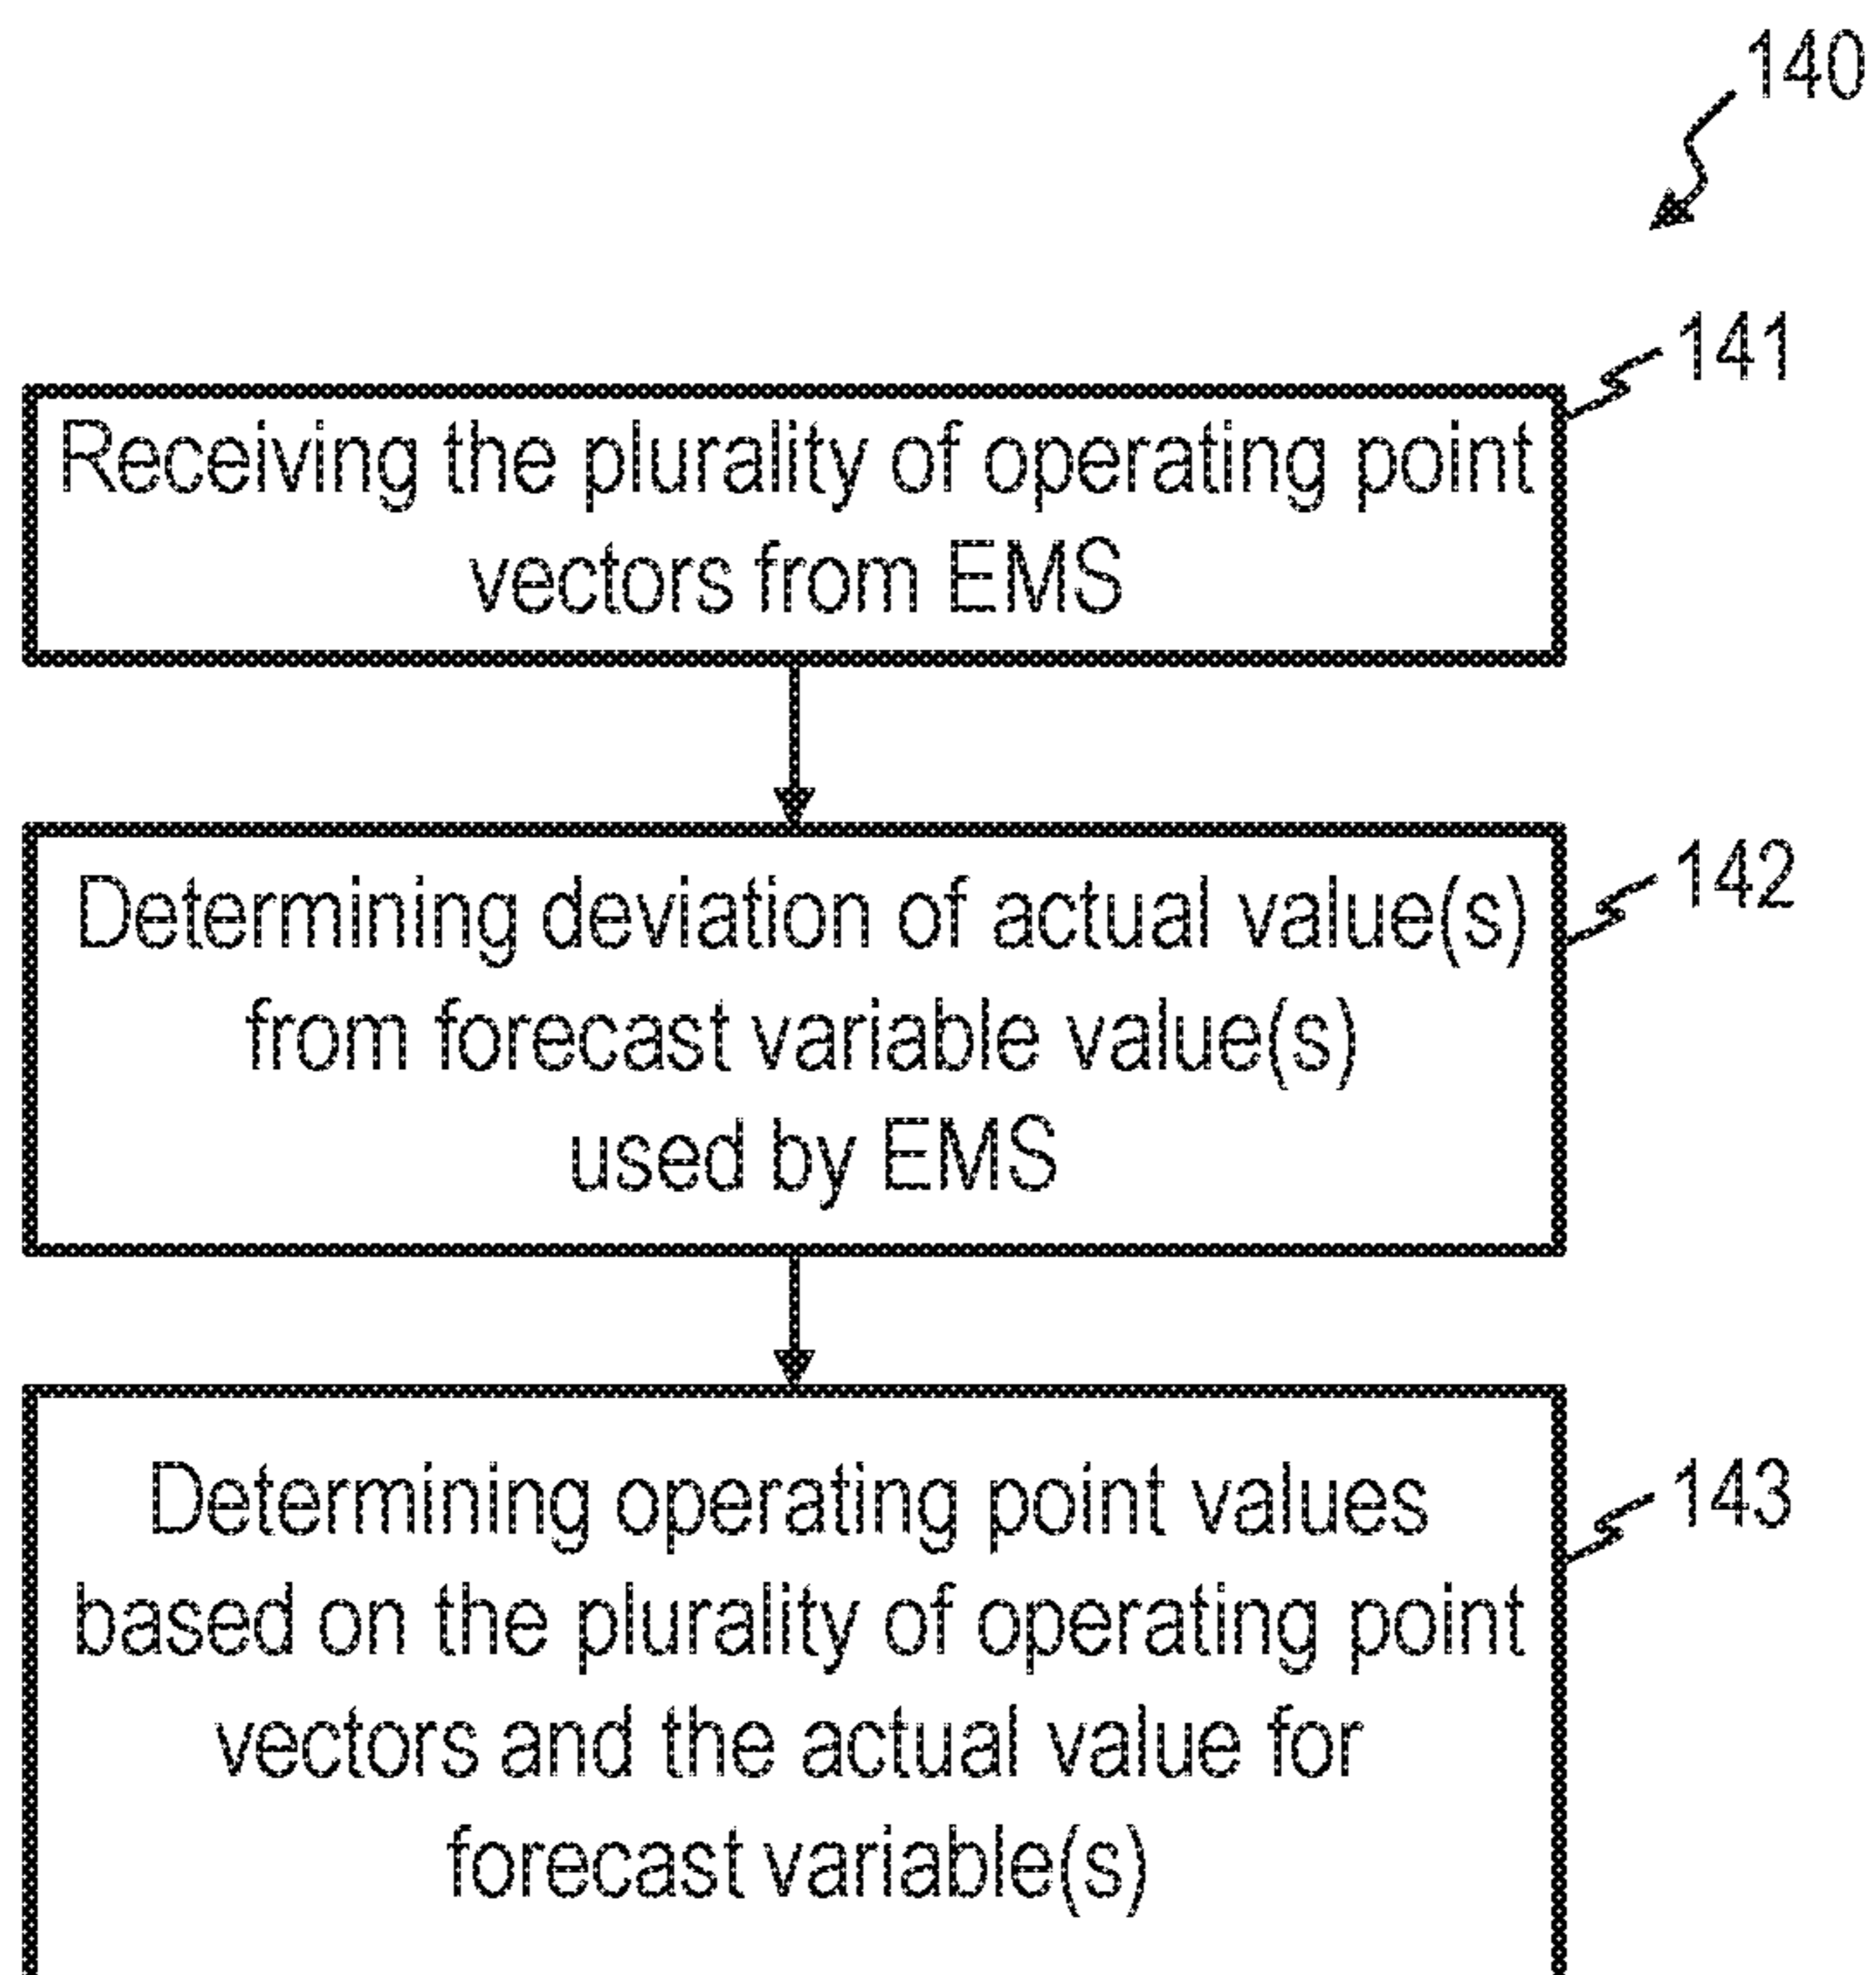 140
141
Receiving the plurality of operating point
vectors from EMS
142
Determining deviation of actual value(s)
from forecast variable value(s)
used by EMS
143
Determining operating point values
based on the plurality of operating point
vectors and the actual value for
forecast variable(s)